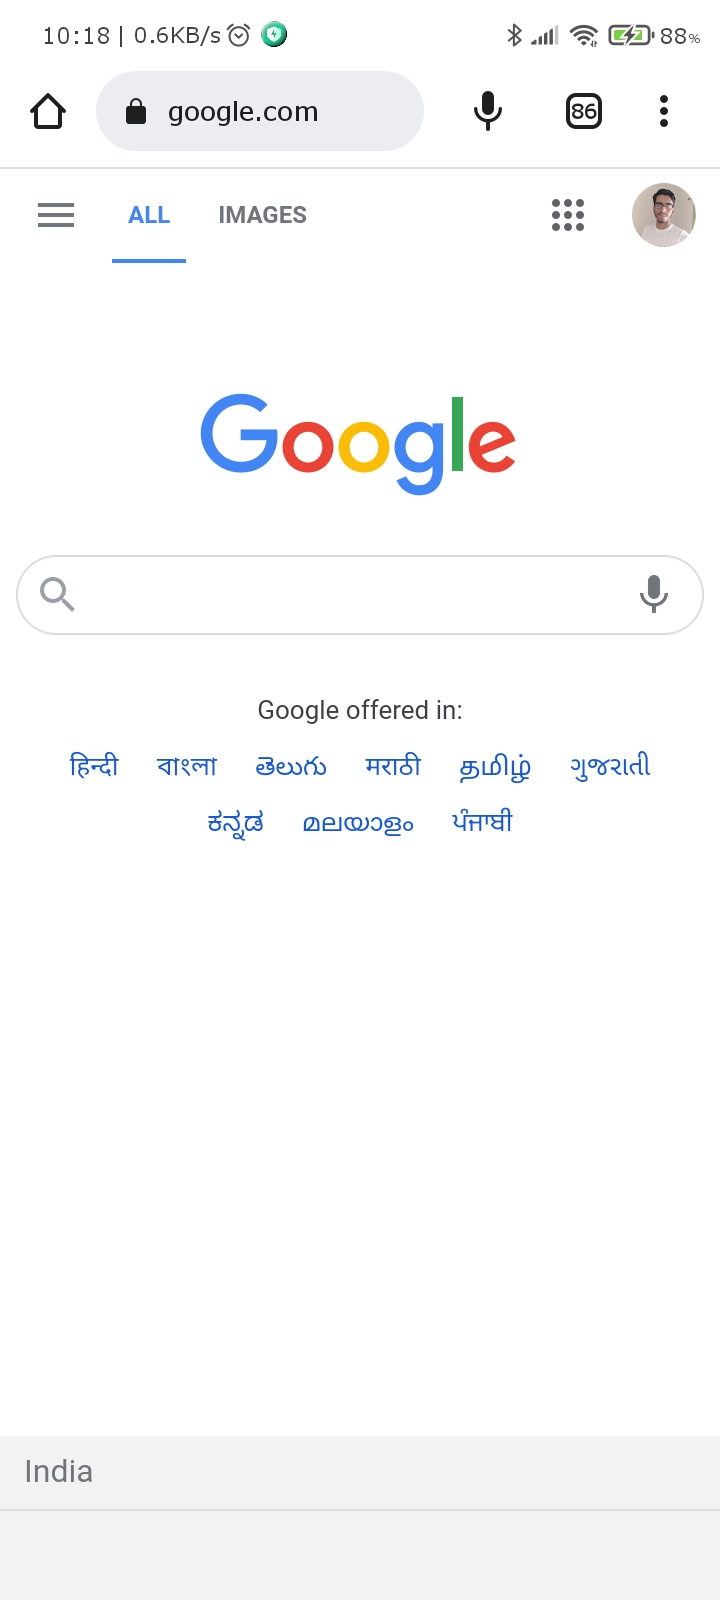 10:18 | 0.6KB/s 88%
google.com 86
ALL IMAGES
Google
Google offered in:
हिन्दी বাংলা తెలుగు मराठी தமிழ் ગુજરાતી
ಕನ್ನಡ മലയാളം ਪੰਜਾਬੀ
India